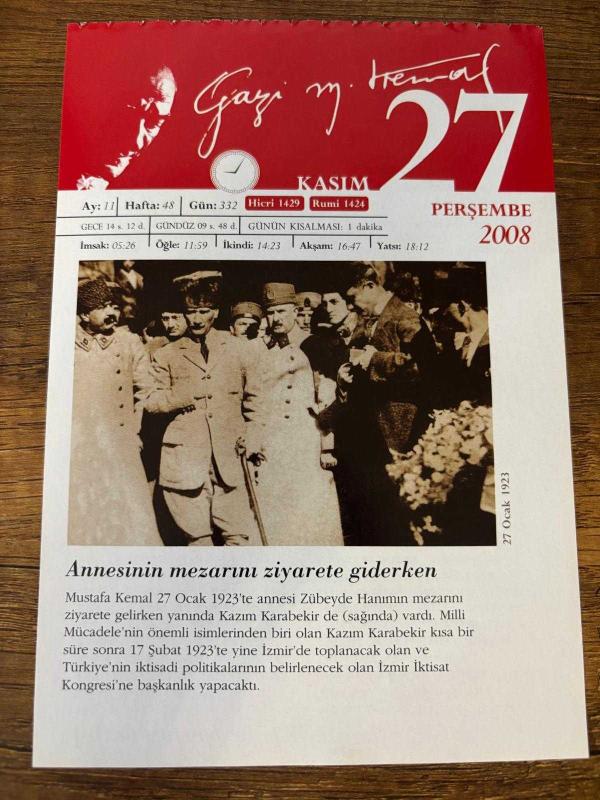 Gazi M. Kemal
27
KASIM
PERŞEMBE
2008
Ay: 11 Hafta: 48 Gün: 332 Hicri 1429 Rumi 1424
GECE 14 s. 12 d. GÜNDÜZ 09 s. 48 d. GÜNÜN KISALMASI: 1 dakika
İmsak: 05:26 Öğle: 11:59 İkindi: 14:23 Akşam: 16:47 Yatsı: 18:12
27 Ocak 1923
Annesinin mezarını ziyarete giderken
Mustafa Kemal 27 Ocak 1923'te annesi Zübeyde Hanımın mezarını
ziyarete gelirken yanında Kazım Karabekir de (sağında) vardı. Milli
Mücadele'nin önemli isimlerinden biri olan Kazım Karabekir kısa bir
süre sonra 17 Şubat 1923'te yine İzmir'de toplanacak olan ve
Türkiye'nin iktisadi politikalarının belirlenecek olan İzmir İktisat
Kongresi'ne başkanlık yapacaktı.